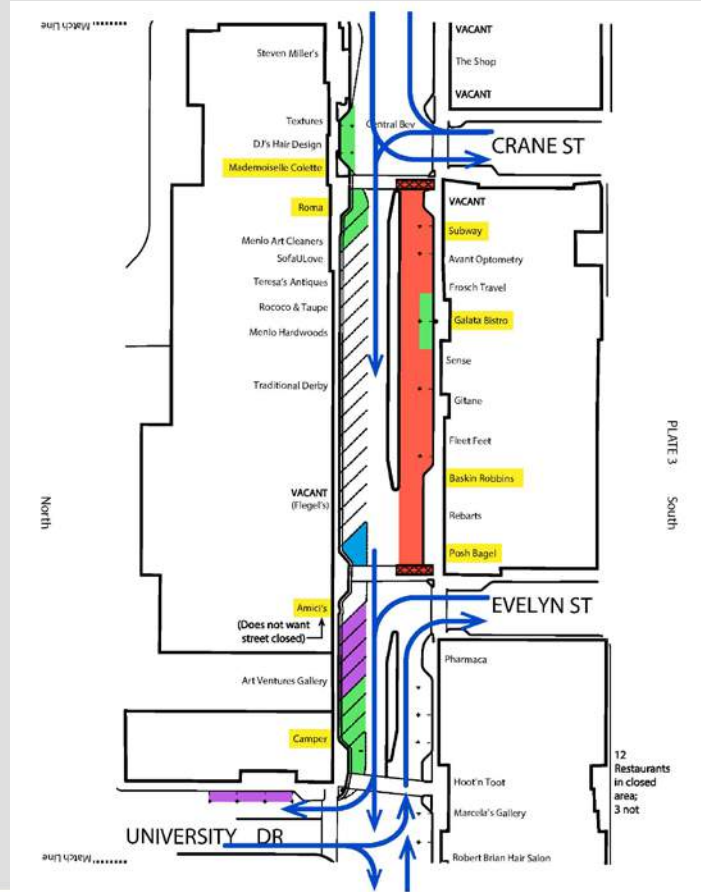 Match Line ........
Steven Miller's
Textures
DJ's Hair Design
Mademoiselle Colette
Roma
Menlo Art Cleaners
SofaULove
Teresa's Antiques
Rococo & Taupe
Menlo Hardwoods
Traditional Derby
VACANT
(Flegel's)
Amici's
(Does not want
street closed)
Art Ventures Gallery
Camper
North
UNIVERSITY DR
Match Line ........
Central Bev
VACANT
The Shop
VACANT
CRANE ST
VACANT
Subway
Avant Optometry
Frosch Travel
Galata Bistro
Sense
Gitane
Fleet Feet
Baskin Robbins
Rebarts
Posh Bagel
EVELYN ST
Pharmaca
Hoot'n Toot
Marcela's Gallery
Robert Brian Hair Salon
PLATE 3
South
12
Restaurants
in closed
area;
3 not